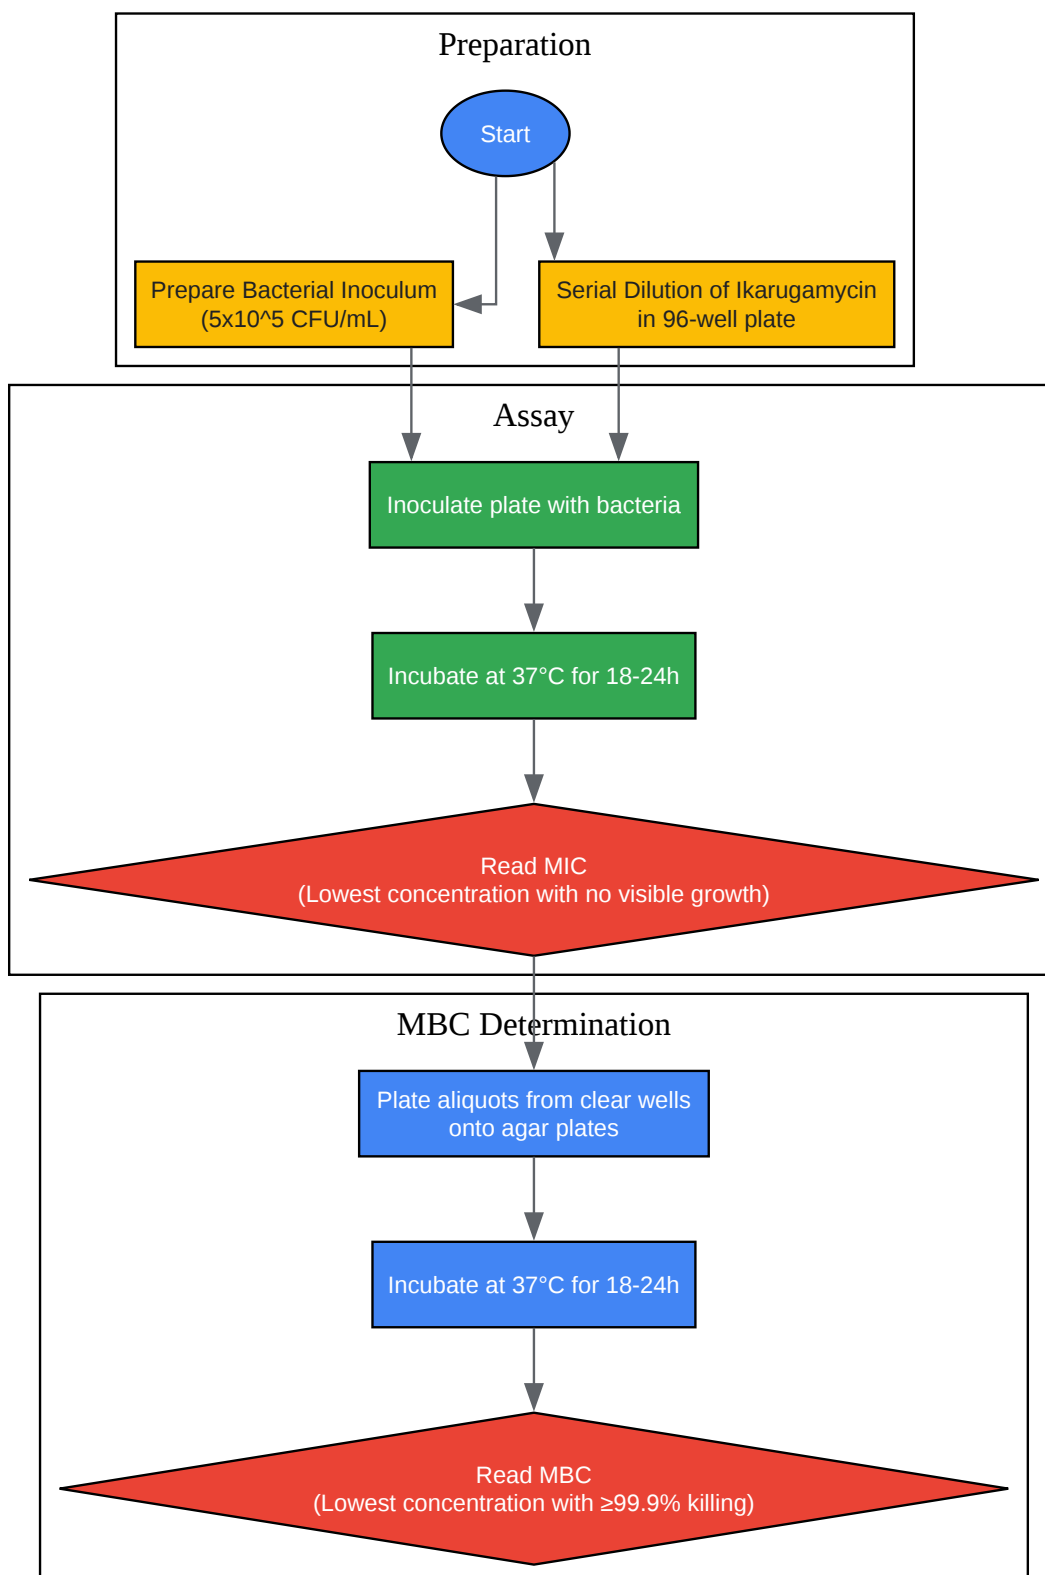 Preparation
Start
Prepare Bacterial Inoculum
(5x10^5 CFU/mL)
Serial Dilution of Ikarugamycin
in 96-well plate
Assay
Inoculate plate with bacteria
Incubate at 37°C for 18-24h
Read MIC
(Lowest concentration with no visible growth)
MBC Determination
Plate aliquots from clear wells
onto agar plates
Incubate at 37°C for 18-24h
Read MBC
(Lowest concentration with ≥99.9% killing)